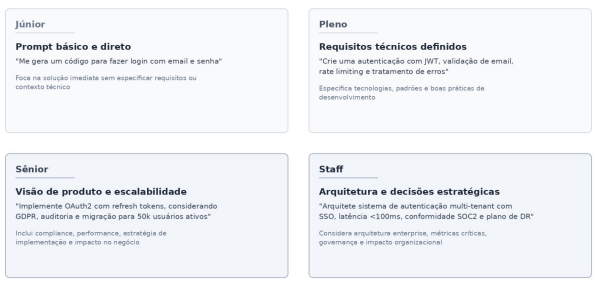 Júnior
Prompt básico e direto
"Me gera um código para fazer login com email e senha"
Foca na solução imediata sem especificar requisitos ou
contexto técnico
Pleno
Requisitos técnicos definidos
"Crie uma autenticação com JWT, validação de email,
rate limiting e tratamento de erros"
Especifica tecnologias, padrões e boas práticas de
desenvolvimento
Sênior
Visão de produto e escalabilidade
"Implemente OAuth2 com refresh tokens, considerando
GDPR, auditoria e migração para 50k usuários ativos"
Inclui compliance, performance, estratégia de
implementação e impacto no negócio
Staff
Arquitetura e decisões estratégicas
"Arquitete sistema de autenticação multi-tenant com
SSO, latência <100ms, conformidade SOC2 e plano de DR"
Considera arquitetura enterprise, métricas críticas,
governança e impacto organizacional